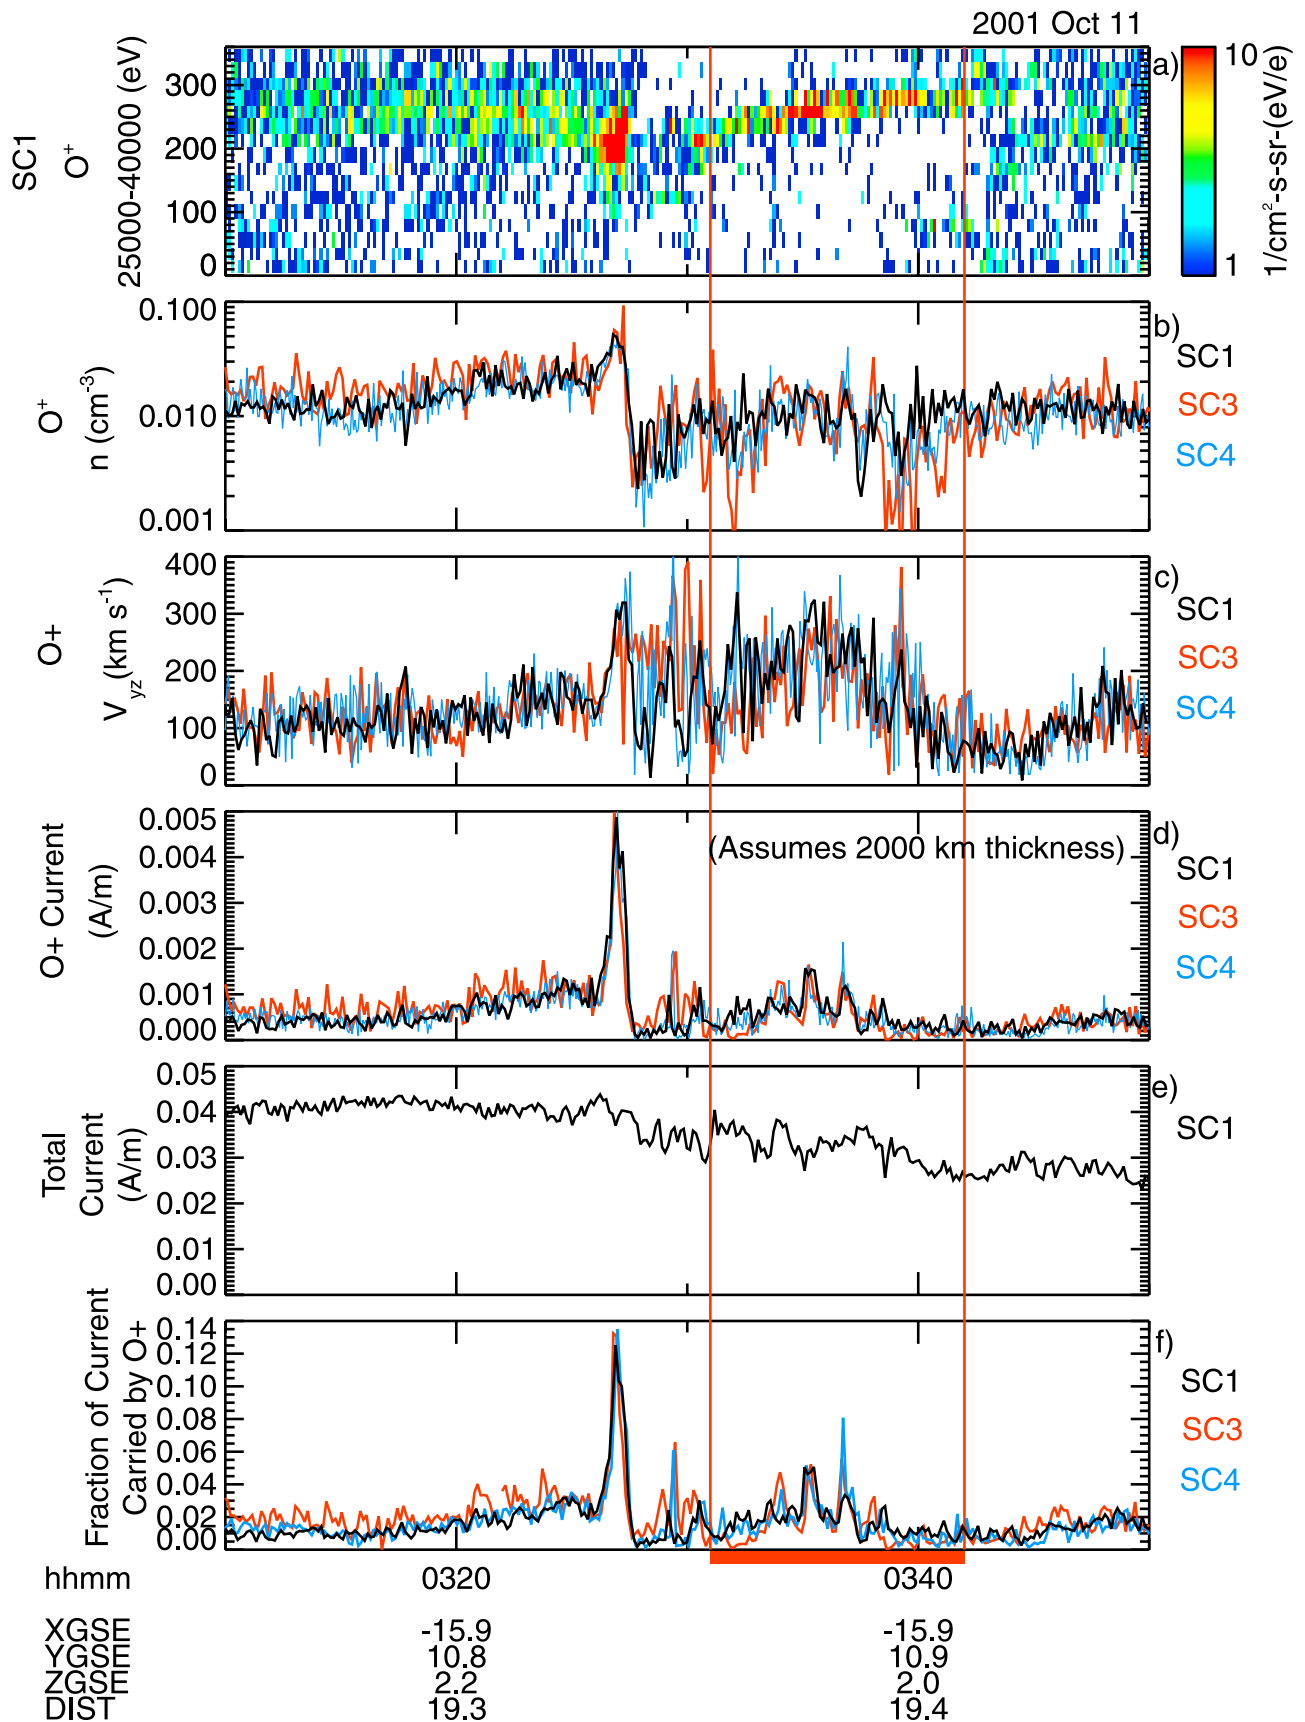 2001 Oct 11
SC1
O⁺
25000-40000 (eV)
300
200
100
0
a)
10
1
1/cm²-s-sr-(eV/e)
O⁺
n (cm⁻³)
0.100
0.010
0.001
b)
SC1
SC3
SC4
O+
V_yz(km s⁻¹)
400
300
200
100
0
c)
SC1
SC3
SC4
O+ Current
(A/m)
0.005
0.004
0.003
0.002
0.001
0.000
(Assumes 2000 km thickness)
d)
SC1
SC3
SC4
Total
Current
(A/m)
0.05
0.04
0.03
0.02
0.01
0.00
e)
SC1
Fraction of Current
Carried by O+
0.14
0.12
0.10
0.08
0.06
0.04
0.02
0.00
f)
SC1
SC3
SC4
hhmm 0320 0340
XGSE -15.9 -15.9
YGSE 10.8 10.9
ZGSE 2.2 2.0
DIST 19.3 19.4